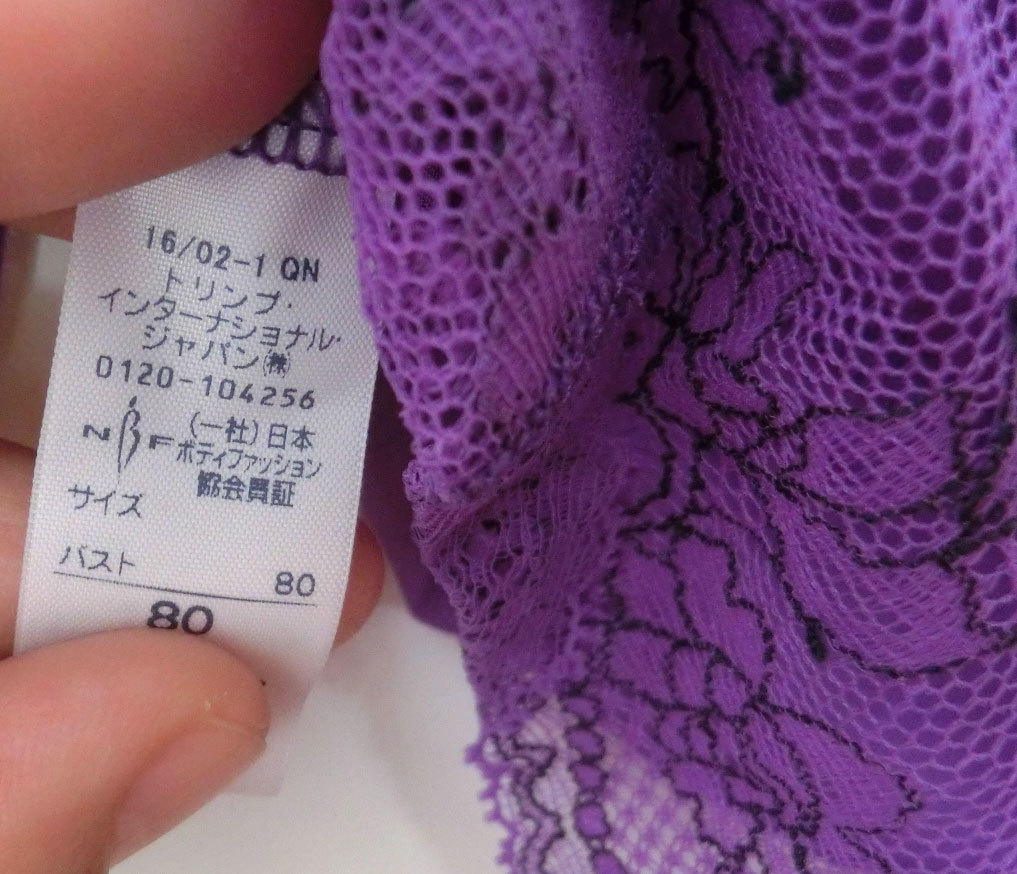 16/02-1 QN
トリンプ・
インターナショナル・
ジャパン㈱
0120-104256
NBF (一社)日本
ボディファッション
協会員証
サイズ
バスト 80
80